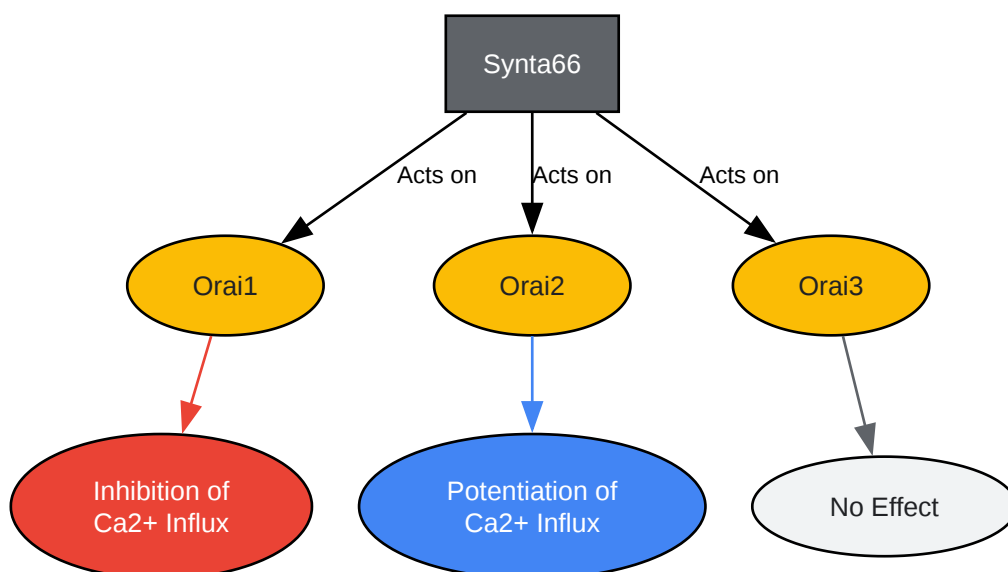 Synta66
Acts on
Acts on
Acts on
Orai1
Orai2
Orai3
Inhibition of
Ca2+ Influx
Potentiation of
Ca2+ Influx
No Effect